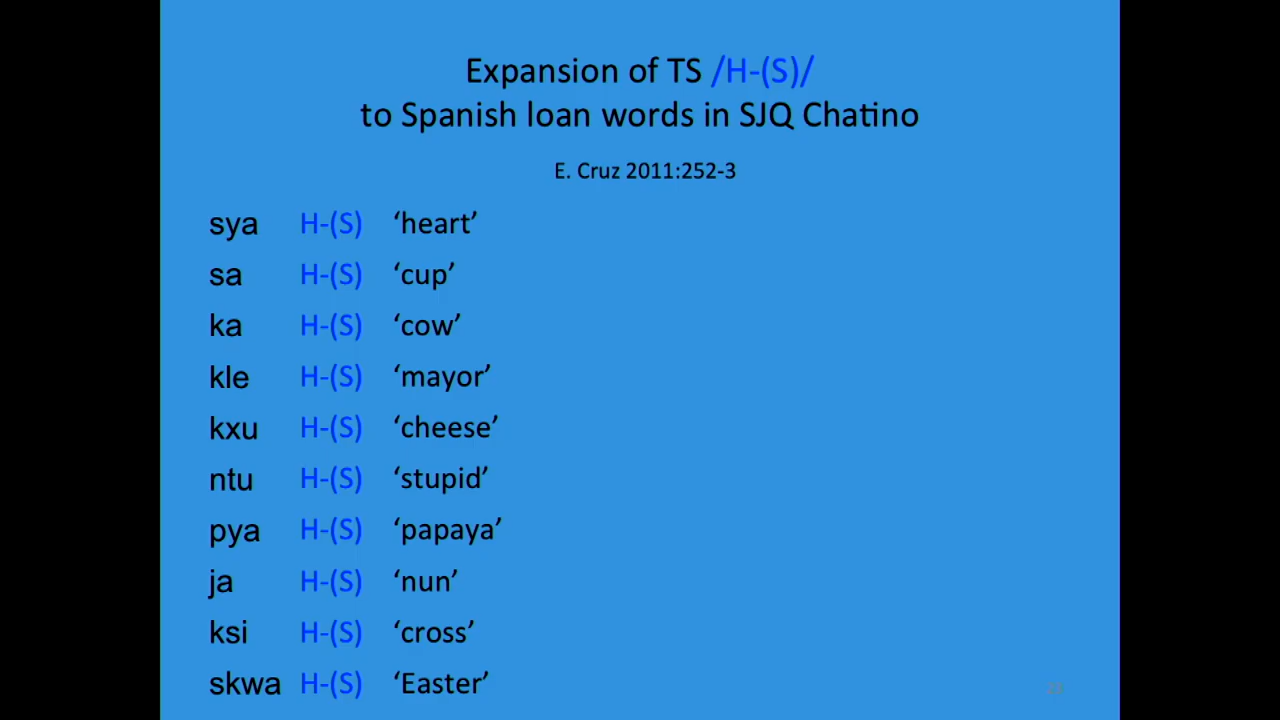 Expansion of TS /H-(S)/
to Spanish loan words in SJQ Chatino
E. Cruz 2011:252-3
sya H-(S) ‘heart’
sa H-(S) ‘cup’
ka H-(S) ‘cow’
kle H-(S) ‘mayor’
kxu H-(S) ‘cheese’
ntu H-(S) ‘stupid’
pya H-(S) ‘papaya’
ja H-(S) ‘nun’
ksi H-(S) ‘cross’
skwa H-(S) ‘Easter’